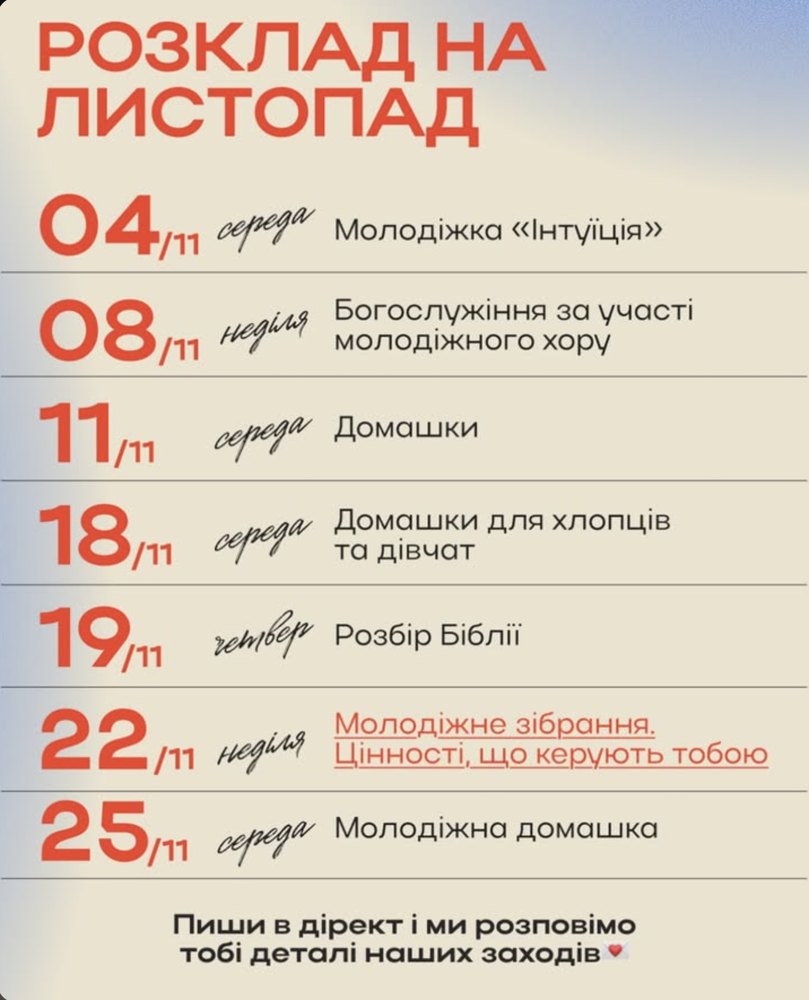 РОЗКЛАД НА
ЛИСТОПАД
04/11 середа Молодіжка «Інтуїція»
08/11 неділя Богослужіння за участі
молодіжного хору
11/11 середа Домашки
18/11 середа Домашки для хлопців
та дівчат
19/11 четвер Розбір Біблії
22/11 неділя Молодіжне зібрання.
Цінності, що керують тобою
25/11 середа Молодіжна домашка
Пиши в дірект і ми розповімо
тобі деталі наших заходів💌